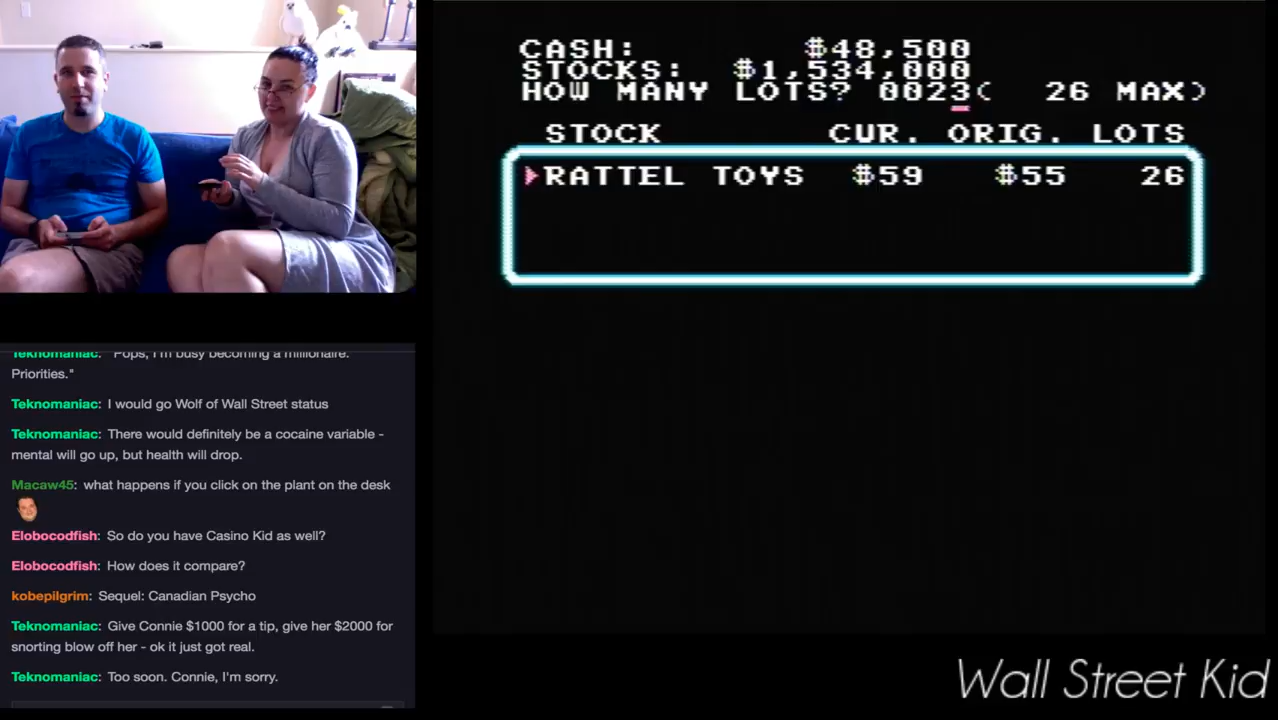 CASH: $48,500
STOCKS: $1,534,000
HOW MANY LOTS? 0023( 26 MAX)
STOCK CUR. ORIG. LOTS
RATTEL TOYS $59 $55 26
Teknomaniac: "Pops, I'm busy becoming a millionaire.
Priorities."
Teknomaniac: I would go Wolf of Wall Street status
Teknomaniac: There would definitely be a cocaine variable -
mental will go up, but health will drop.
Macaw45: what happens if you click on the plant on the desk
Elobocodfish: So do you have Casino Kid as well?
Elobocodfish: How does it compare?
kobepilgrim: Sequel: Canadian Psycho
Teknomaniac: Give Connie $1000 for a tip, give her $2000 for
snorting blow off her - ok it just got real.
Teknomaniac: Too soon. Connie, I'm sorry.
Wall Street Kid